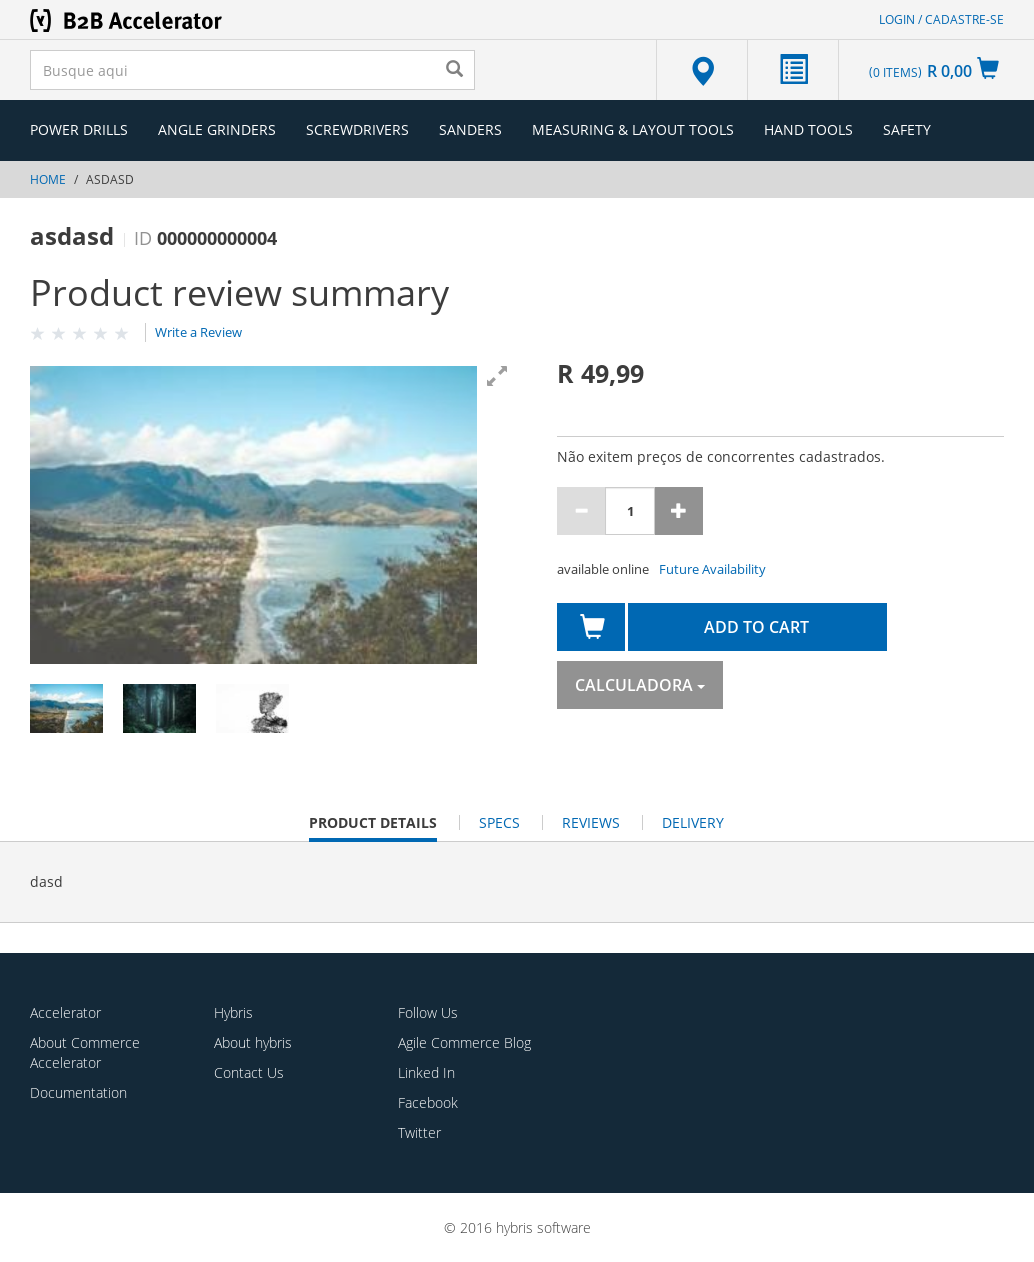 B2B Accelerator
LOGIN / CADASTRE-SE
Busque aqui
(0 ITEMS) R 0,00
POWER DRILLS ANGLE GRINDERS SCREWDRIVERS SANDERS MEASURING & LAYOUT TOOLS HAND TOOLS SAFETY
HOME / ASDASD
asdasd | ID 000000000004
Product review summary
Write a Review
R 49,99
Não exitem preços de concorrentes cadastrados.
1
available online Future Availability
ADD TO CART
CALCULADORA
PRODUCT DETAILS SPECS REVIEWS DELIVERY
dasd
Accelerator
About Commerce
Accelerator
Documentation
Hybris
About hybris
Contact Us
Follow Us
Agile Commerce Blog
Linked In
Facebook
Twitter
© 2016 hybris software